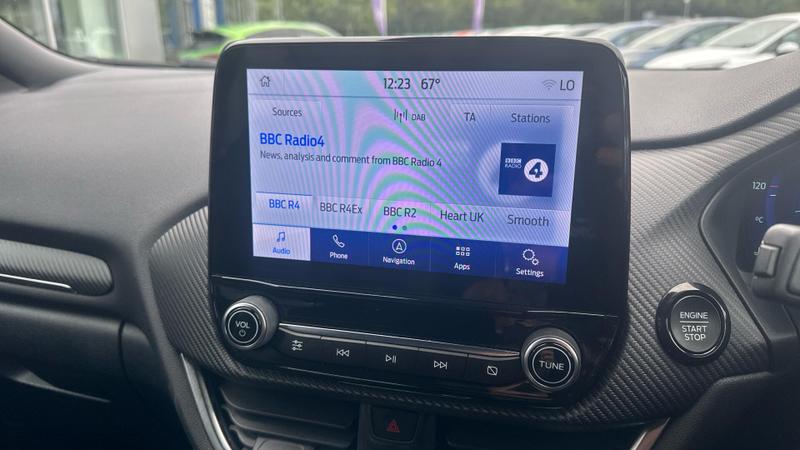 12:23 67° LO
Sources DAB TA Stations
BBC Radio4
News, analysis and comment from BBC Radio 4
BBC
RADIO
4
BBC R4 BBC R4Ex BBC R2 Heart UK Smooth
Audio Phone Navigation Apps Settings
VOL
TUNE
ENGINE
START
STOP
120
°C